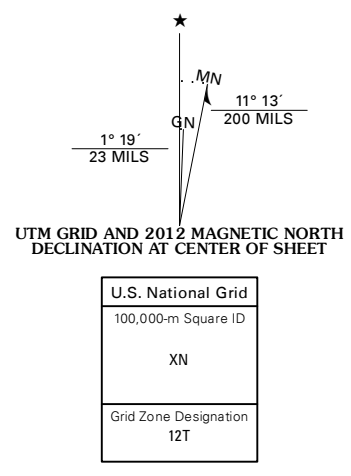 ★
MN
GN
11° 13´
200 MILS
1° 19´
23 MILS
UTM GRID AND 2012 MAGNETIC NORTH
DECLINATION AT CENTER OF SHEET
U.S. National Grid
100,000-m Square ID
XN
Grid Zone Designation
12T